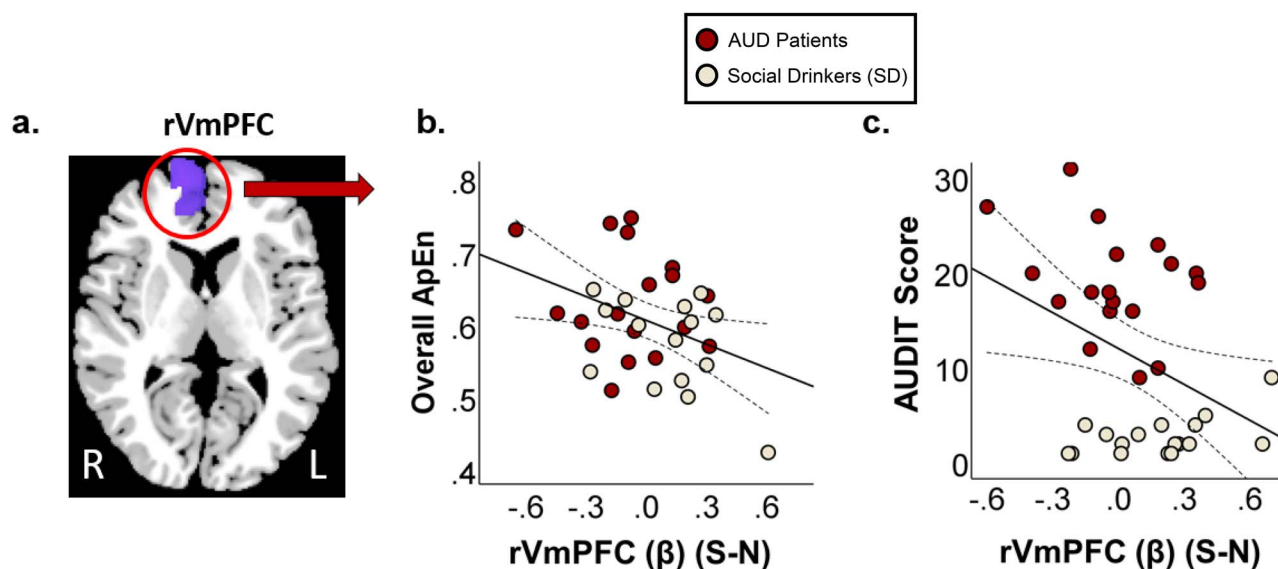 AUD Patients
Social Drinkers (SD)
a.
rVmPFC
R
L
b.
Overall ApEn
.8
.7
.6
.5
.4
-.6 -.3 .0 .3 .6
rVmPFC (β) (S-N)
c.
AUDIT Score
30
20
10
0
-.6 -.3 .0 .3 .6
rVmPFC (β) (S-N)